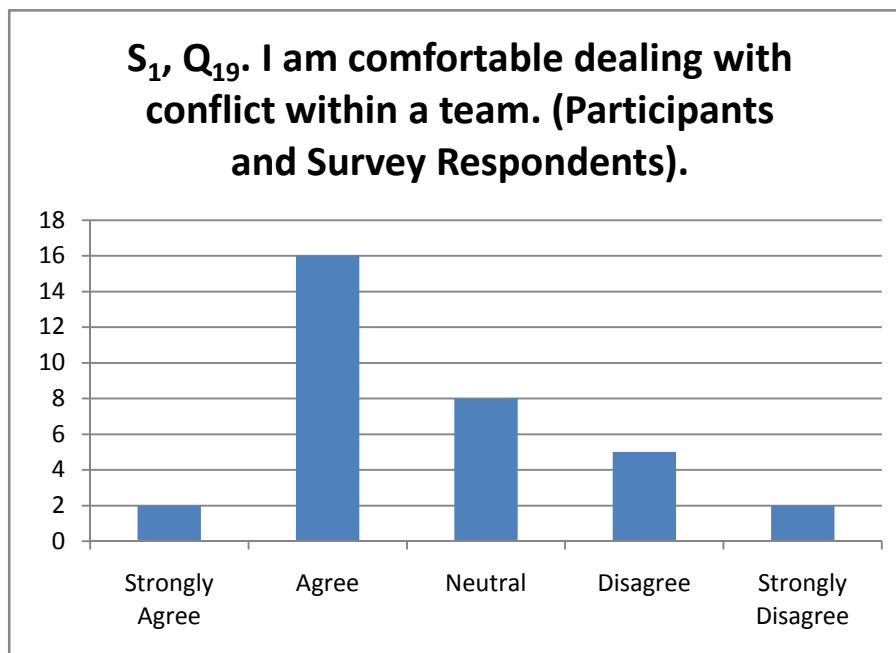 S₁, Q₁₉. I am comfortable dealing with
conflict within a team. (Participants
and Survey Respondents).
18
16
14
12
10
8
6
4
2
0
Strongly Agree
Agree
Neutral
Disagree
Strongly Disagree